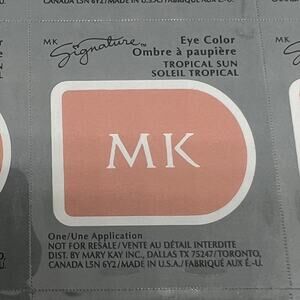 CANADA L5N 6Y2/MADE IN U.S.A./FABRIQUÉ AUX É.-U.
MK Signature™ Eye Color
Ombre à paupière
TROPICAL SUN
SOLEIL TROPICAL
MK
One/Une Application
NOT FOR RESALE/VENTE AU DÉTAIL INTERDITE
DIST. BY MARY KAY INC., DALLAS TX 75247/TORONTO,
CANADA L5N 6Y2/MADE IN U.S.A./FABRIQUÉ AUX É.-U.